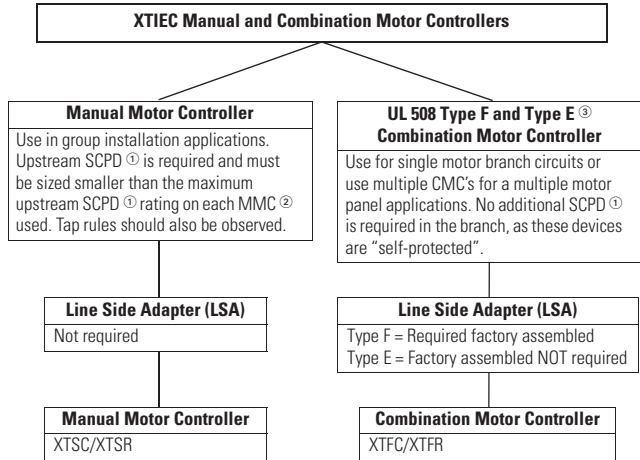 XTIEC Manual and Combination Motor Controllers
Manual Motor Controller
Use in group installation applications.
Upstream SCPD ① is required and must
be sized smaller than the maximum
upstream SCPD ① rating on each MMC ②
used. Tap rules should also be observed.
UL 508 Type F and Type E ③
Combination Motor Controller
Use for single motor branch circuits or
use multiple CMC's for a multiple motor
panel applications. No additional SCPD ①
is required in the branch, as these devices
are “self-protected”.
Line Side Adapter (LSA)
Not required
Line Side Adapter (LSA)
Type F = Required factory assembled
Type E = Factory assembled NOT required
Manual Motor Controller
XTSC/XTSR
Combination Motor Controller
XTFC/XTFR